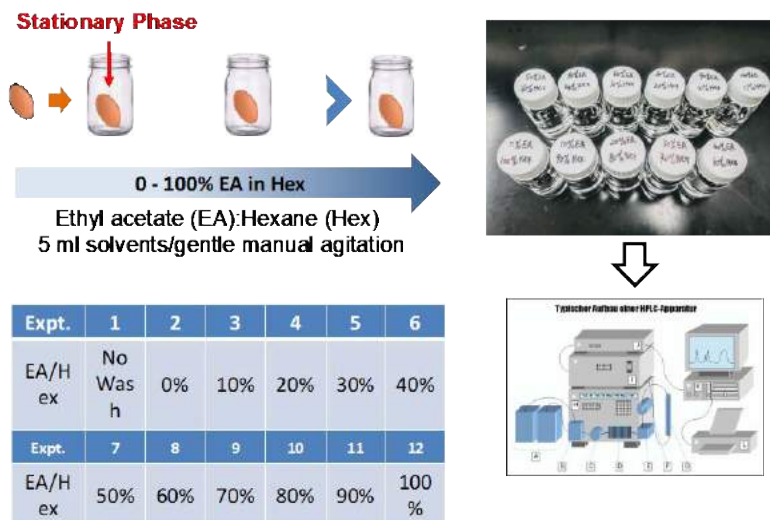 Stationary Phase
0 - 100% EA in Hex
Ethyl acetate (EA):Hexane (Hex)
5 ml solvents/gentle manual agitation
Expt. 1 2 3 4 5 6
EA/H
ex
No
Was
h
0% 10% 20% 30% 40%
Expt. 7 8 9 10 11 12
EA/H
ex
50% 60% 70% 80% 90%
100
%
Typischer Aufbau einer HPLC-Apparatur
A B C D E F G